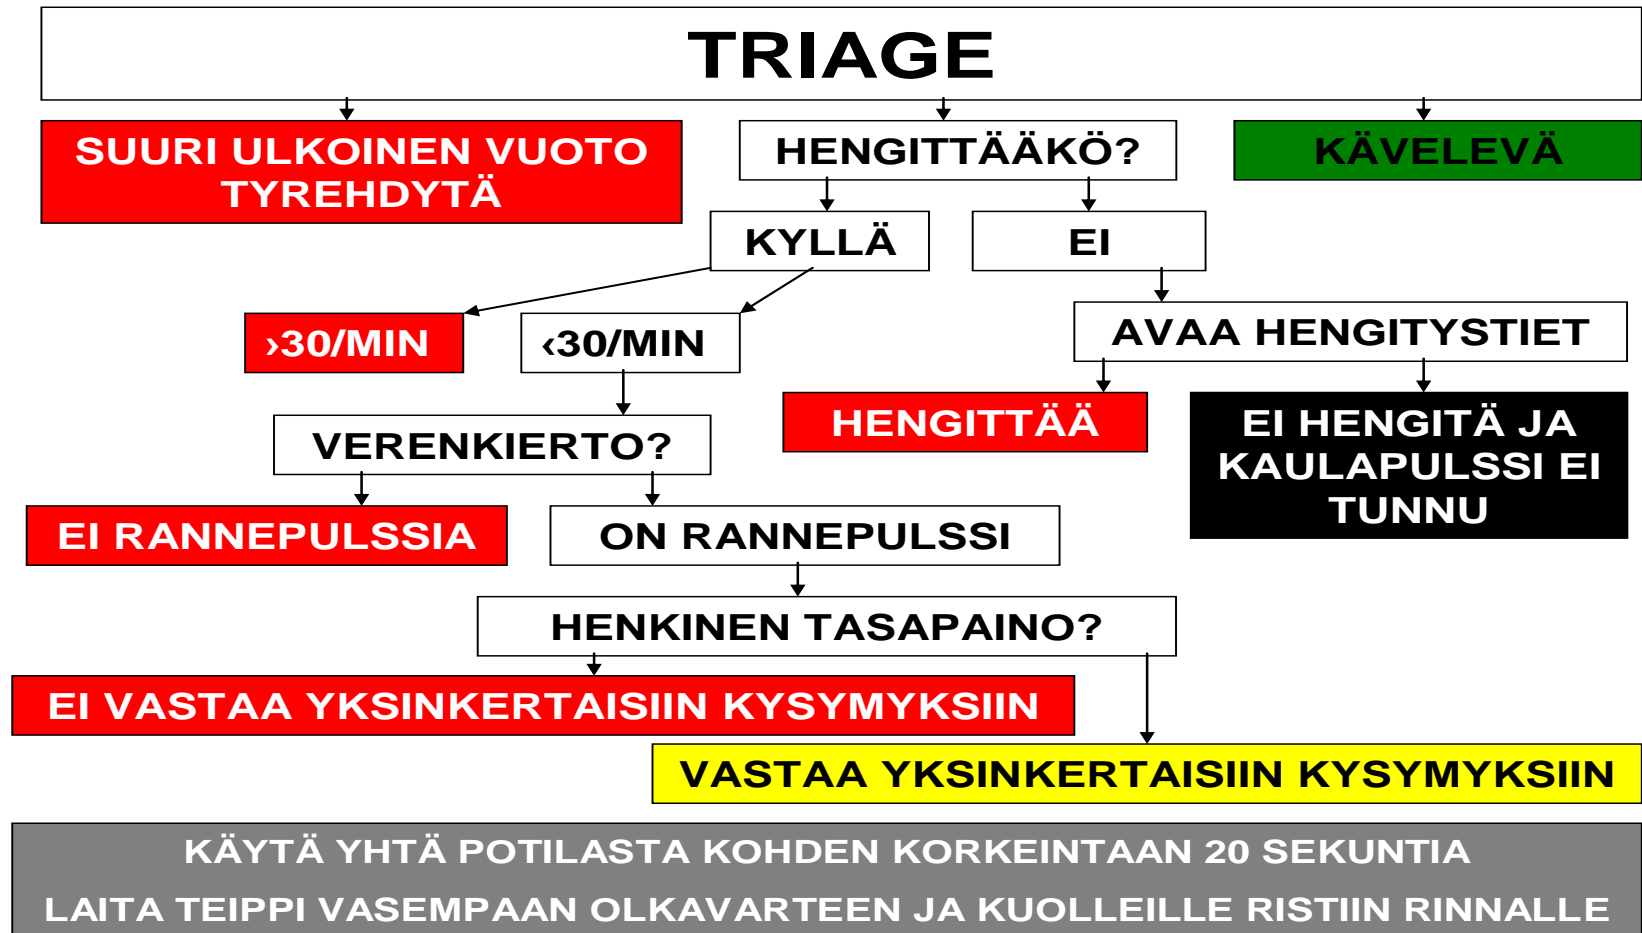 TRIAGE
SUURI ULKOINEN VUOTO
TYREHDYTÄ
HENGITTÄÄKÖ?
KÄVELEVÄ
KYLLÄ
EI
›30/MIN
‹30/MIN
AVAA HENGITYSTIET
HENGITTÄÄ
EI HENGITÄ JA
KAULAPULSSI EI
TUNNU
VERENKIERTO?
EI RANNEPULSSIA
ON RANNEPULSSI
HENKINEN TASAPAINO?
EI VASTAA YKSINKERTAISIIN KYSYMYKSIIN
VASTAA YKSINKERTAISIIN KYSYMYKSIIN
KÄYTÄ YHTÄ POTILASTA KOHDEN KORKEINTAAN 20 SEKUNTIA
LAITA TEIPPI VASEMPAAN OLKAVARTEEN JA KUOLLEILLE RISTIIN RINNALLE